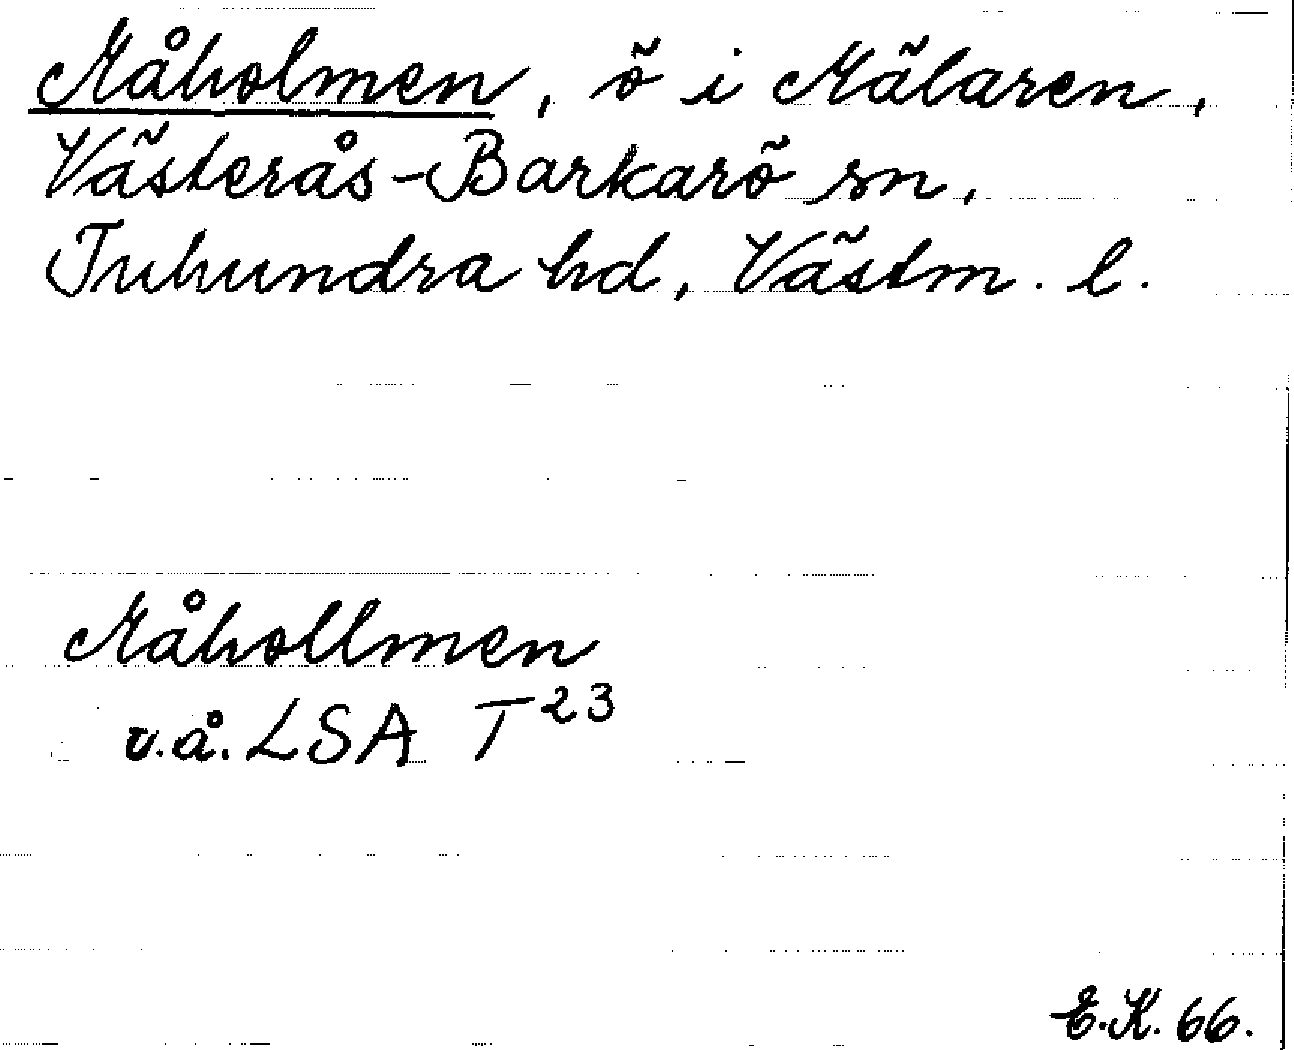 Måholmen, ö i Mälaren,
Västerås-Barkarö sn,
Tuhundra hd, Västm. l.
Måhollmen
v.å. LSA T²³
E.K. 66.